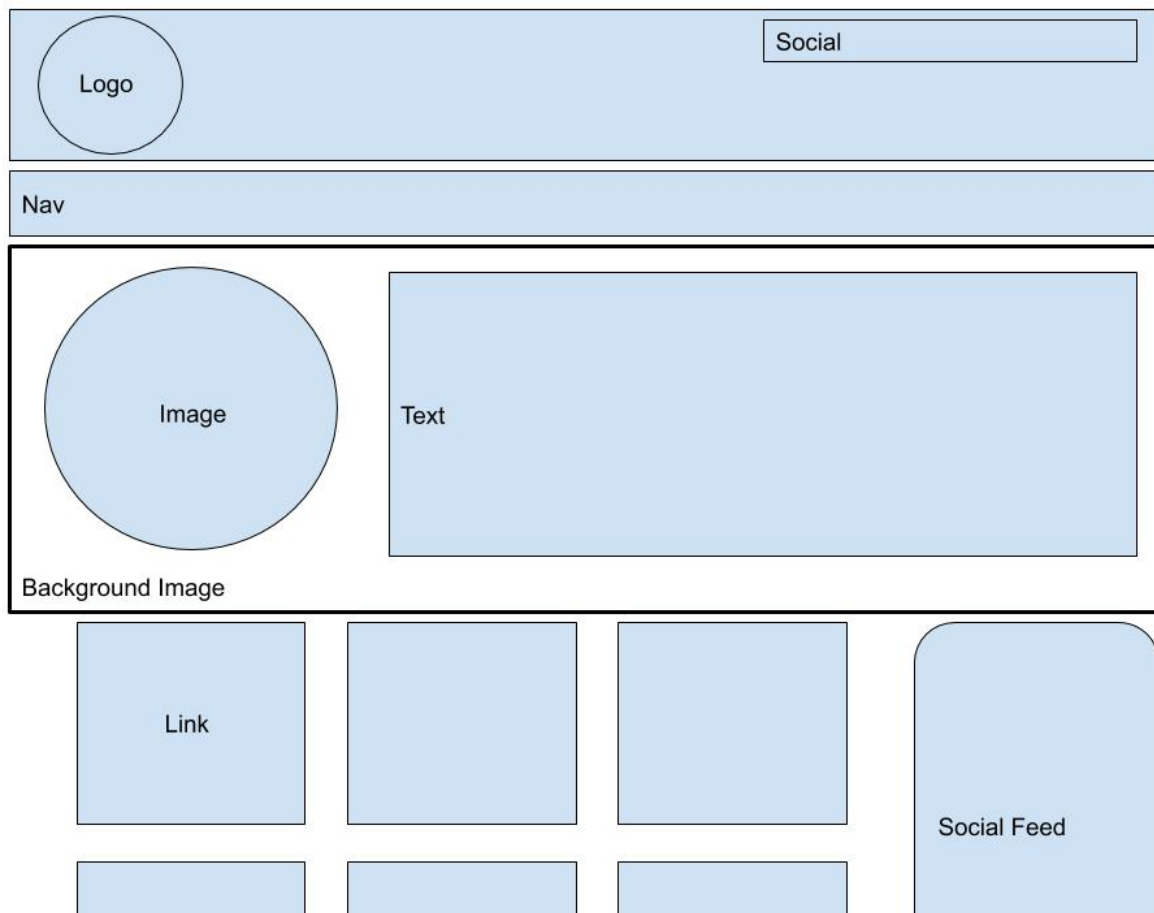 Social
Logo
Nav
Image
Text
Background Image
Link
Social Feed